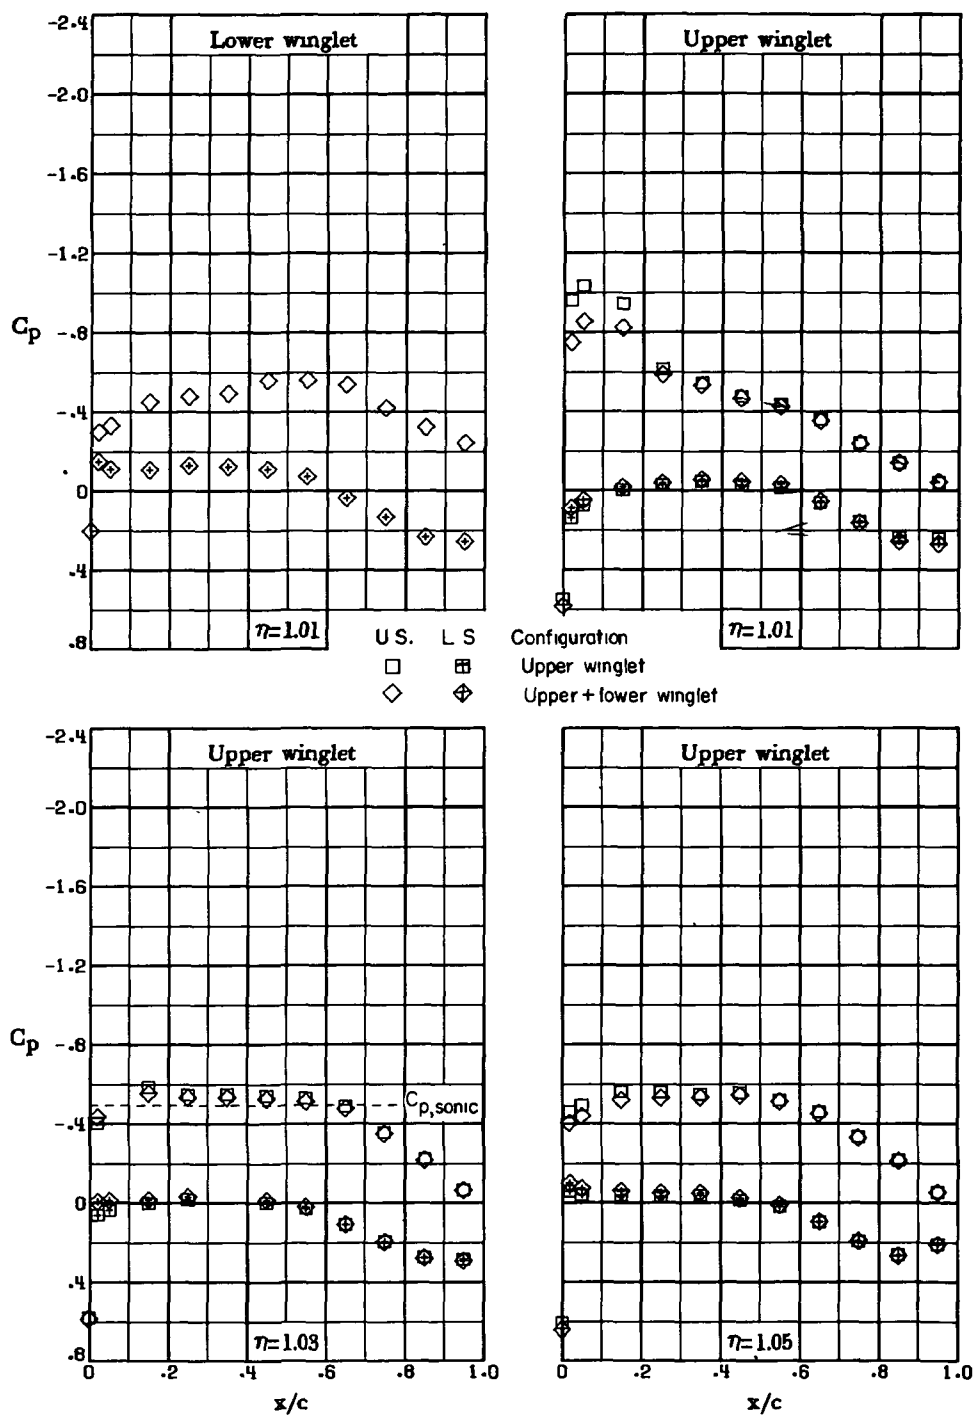 Lower winglet
-2.4
-2.0
-1.6
-1.2
-.8
-.4
0
.4
.8
Cp
η=1.01
Upper winglet
η=1.01
U S. L S Configuration
Upper winglet
Upper + lower winglet
Upper winglet
-2.4
-2.0
-1.6
-1.2
-.8
-.4
0
.4
.8
Cp
Cp,sonic
η=1.03
0 .2 .4 .6 .8 1.0
x/c
Upper winglet
η=1.05
0 .2 .4 .6 .8 1.0
x/c